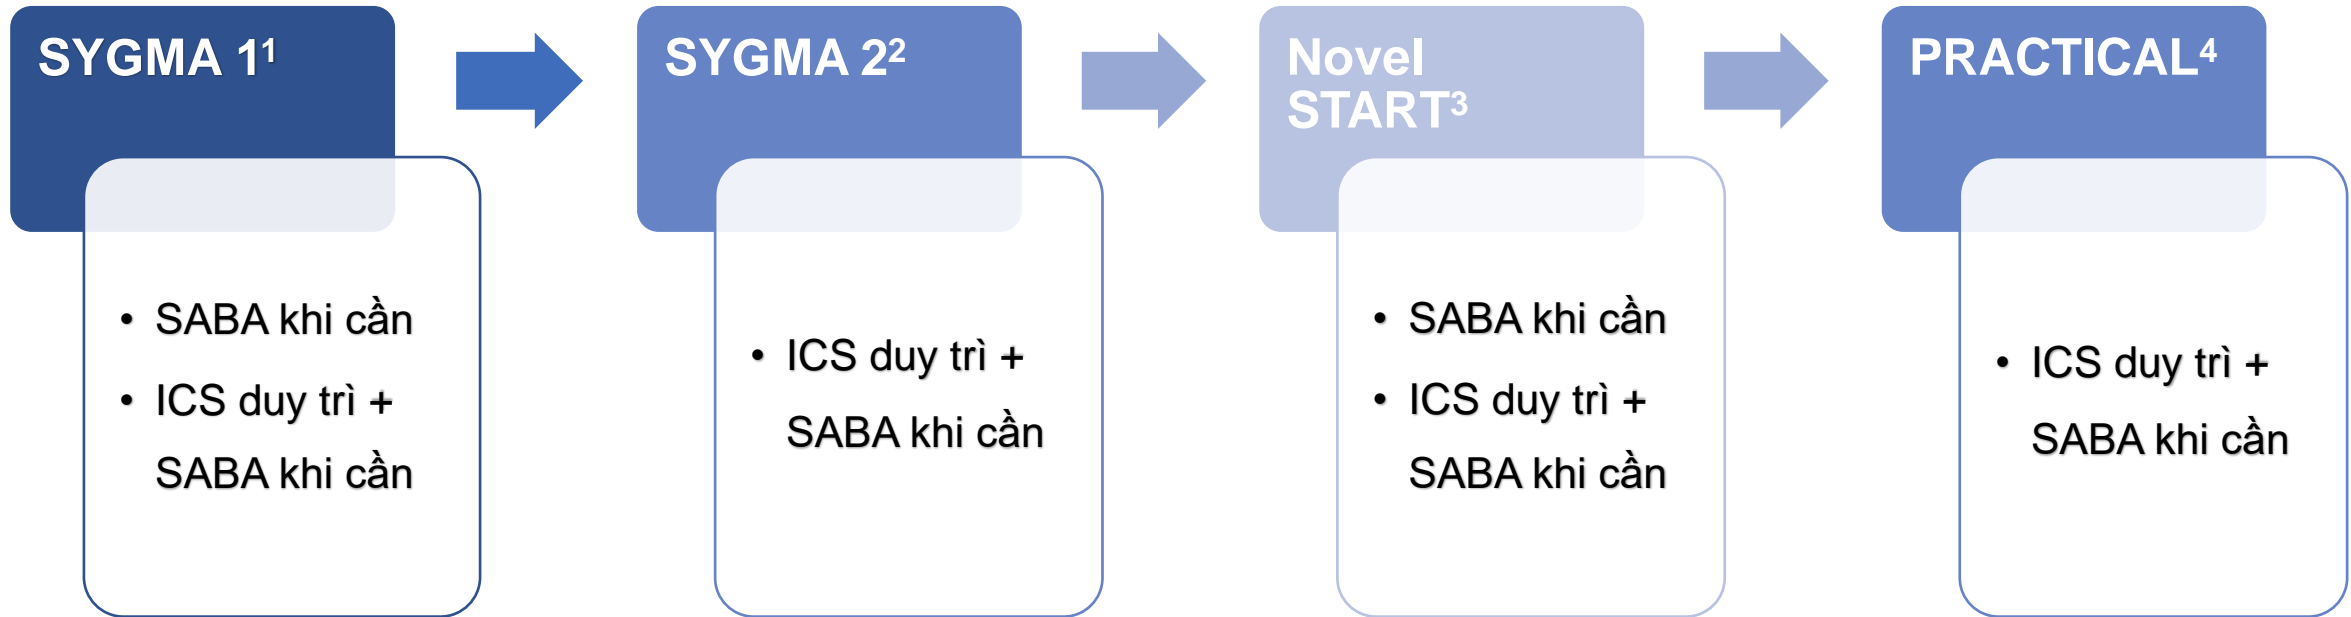 SYGMA 1¹
• SABA khi cần
• ICS duy trì +
SABA khi cần
SYGMA 2²
• ICS duy trì +
SABA khi cần
Novel
START³
• SABA khi cần
• ICS duy trì +
SABA khi cần
PRACTICAL⁴
• ICS duy trì +
SABA khi cần